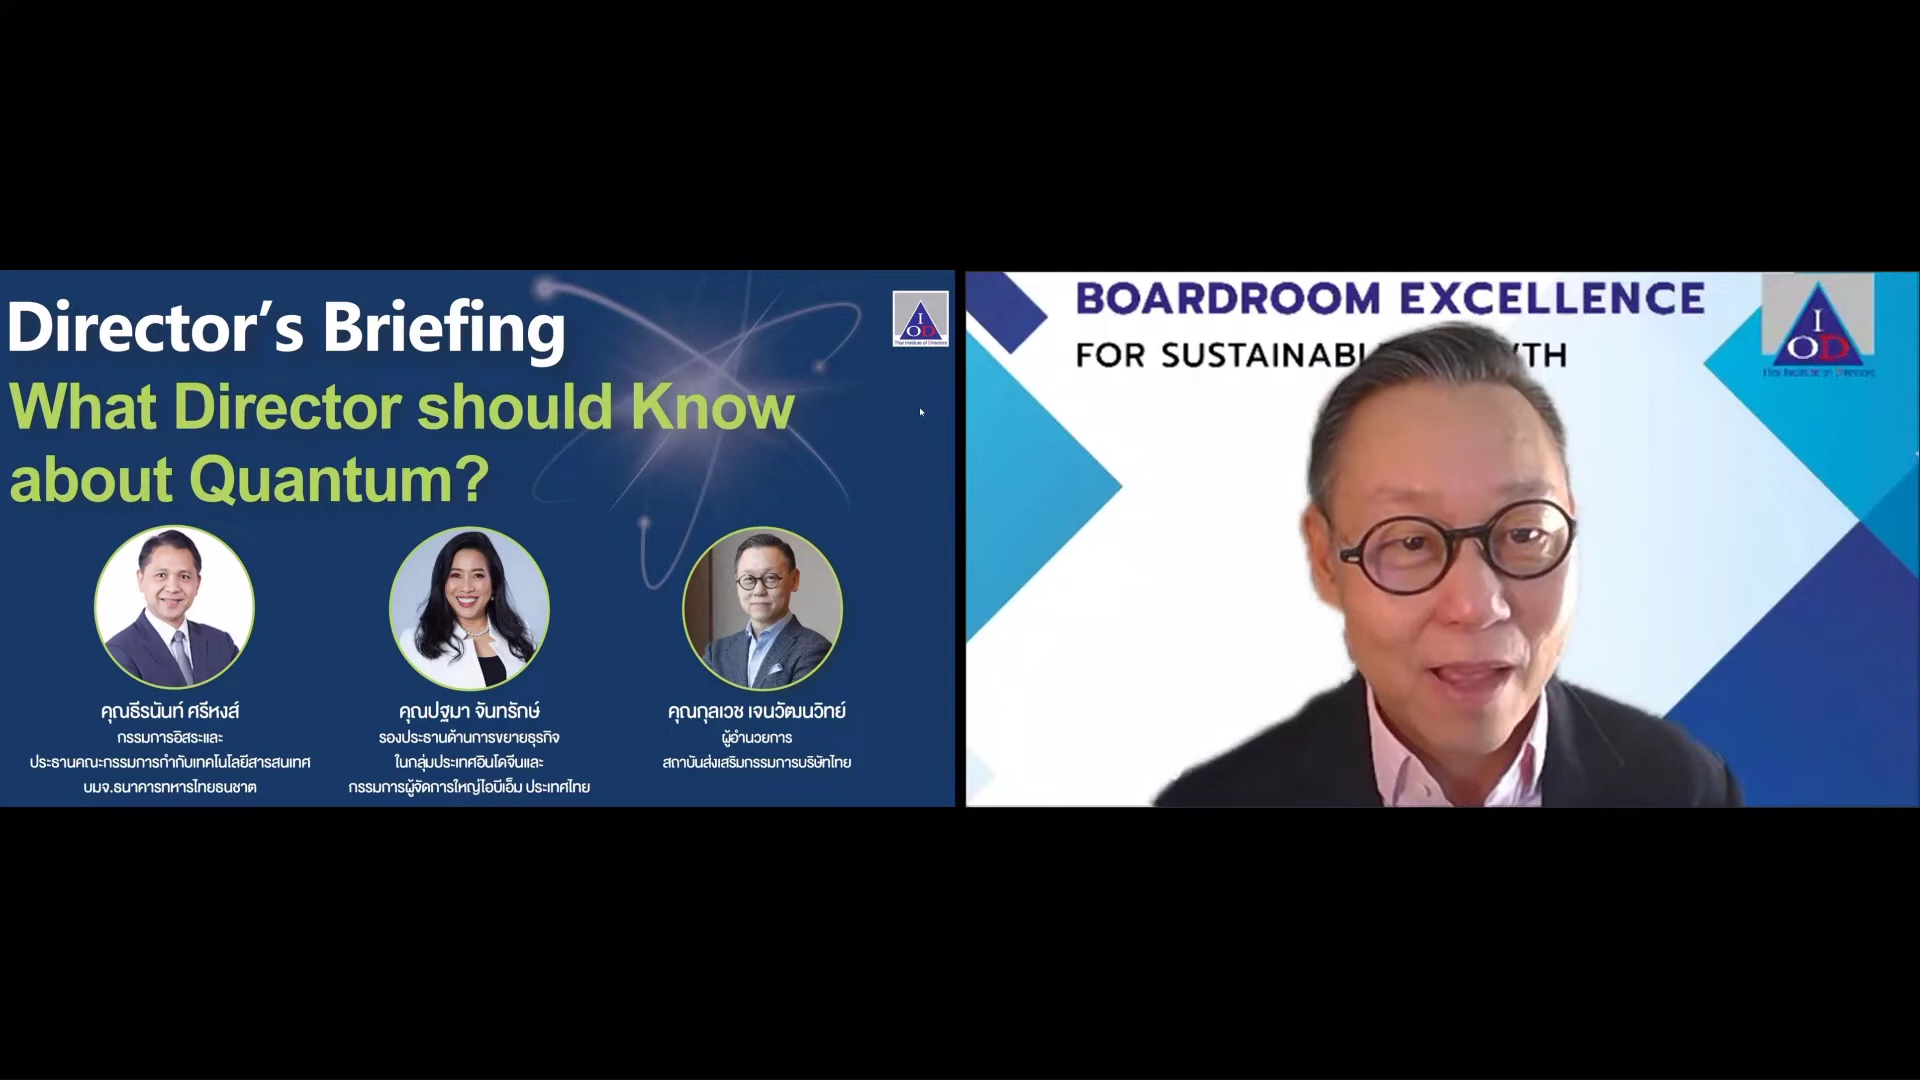 Director's Briefing
What Director should Know
about Quantum?
I
OD
Thai Institute of Directors
คุณธีรนันท์ ศรีหงส์
กรรมการอิสระและ
ประธานคณะกรรมการกำกับเทคโนโลยีสารสนเทศ
บมจ.ธนาคารทหารไทยธนชาต
คุณปฐมา จันทรักษ์
รองประธานด้านการขยายธุรกิจ
ในกลุ่มประเทศอินโดจีนและ
กรรมการผู้จัดการใหญ่ไอบีเอ็ม ประเทศไทย
คุณกุลเวช เจนวัฒนวิทย์
ผู้อำนวยการ
สถาบันส่งเสริมกรรมการบริษัทไทย
BOARDROOM EXCELLENCE
FOR SUSTAINABL WTH
I
OD
Thai Institute of Directors